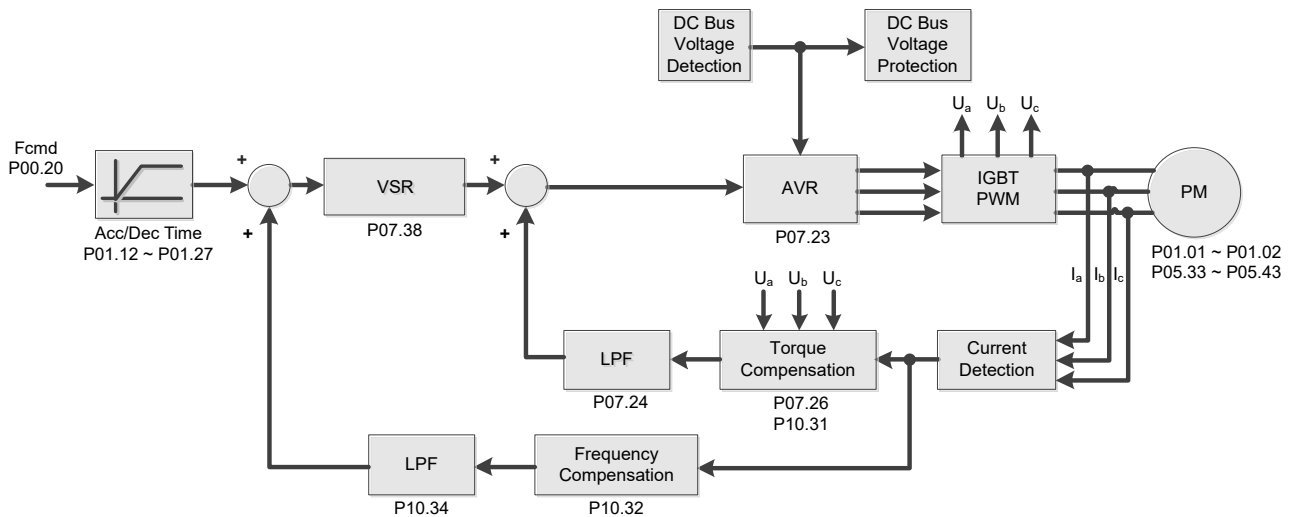 DC Bus
Voltage
Detection
DC Bus
Voltage
Protection
Ua Ub Uc
Fcmd
P00.20
+
+
VSR
AVR
IGBT
PWM
PM
+
+
Acc/Dec Time
P01.12 ~ P01.27
P07.38
P07.23
P01.01 ~ P01.02
P05.33 ~ P05.43
Ua Ub Uc
Ia Ib Ic
LPF
Torque
Compensation
Current
Detection
P07.24
P07.26
P10.31
LPF
Frequency
Compensation
P10.34
P10.32